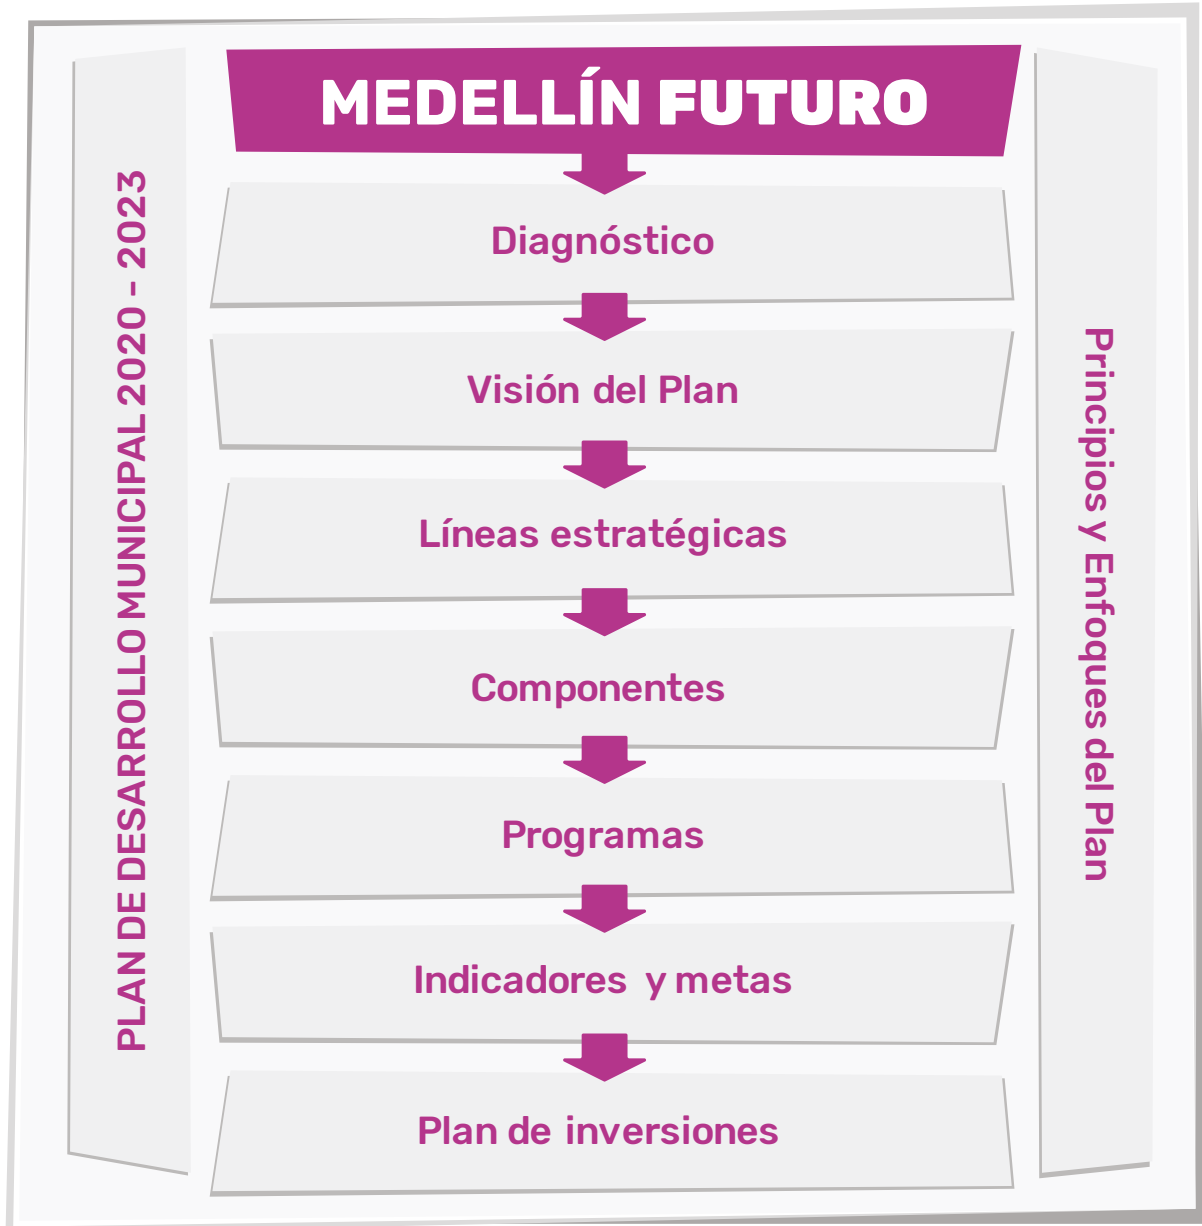 MEDELLÍN FUTURO
PLAN DE DESARROLLO MUNICIPAL 2020 - 2023
Diagnóstico
Visión del Plan
Líneas estratégicas
Componentes
Programas
Indicadores y metas
Plan de inversiones
Principios y Enfoques del Plan